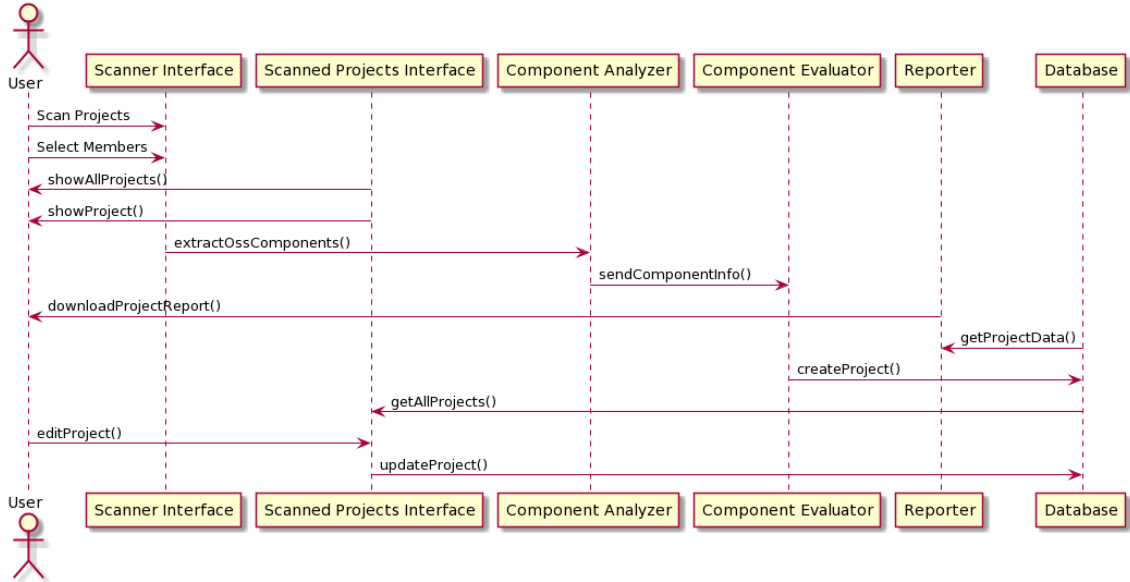 User
Scanner Interface
Scanned Projects Interface
Component Analyzer
Component Evaluator
Reporter
Database
Scan Projects
Select Members
showAllProjects()
showProject()
extractOssComponents()
sendComponentInfo()
downloadProjectReport()
getProjectData()
createProject()
getAllProjects()
editProject()
updateProject()
User
Scanner Interface
Scanned Projects Interface
Component Analyzer
Component Evaluator
Reporter
Database